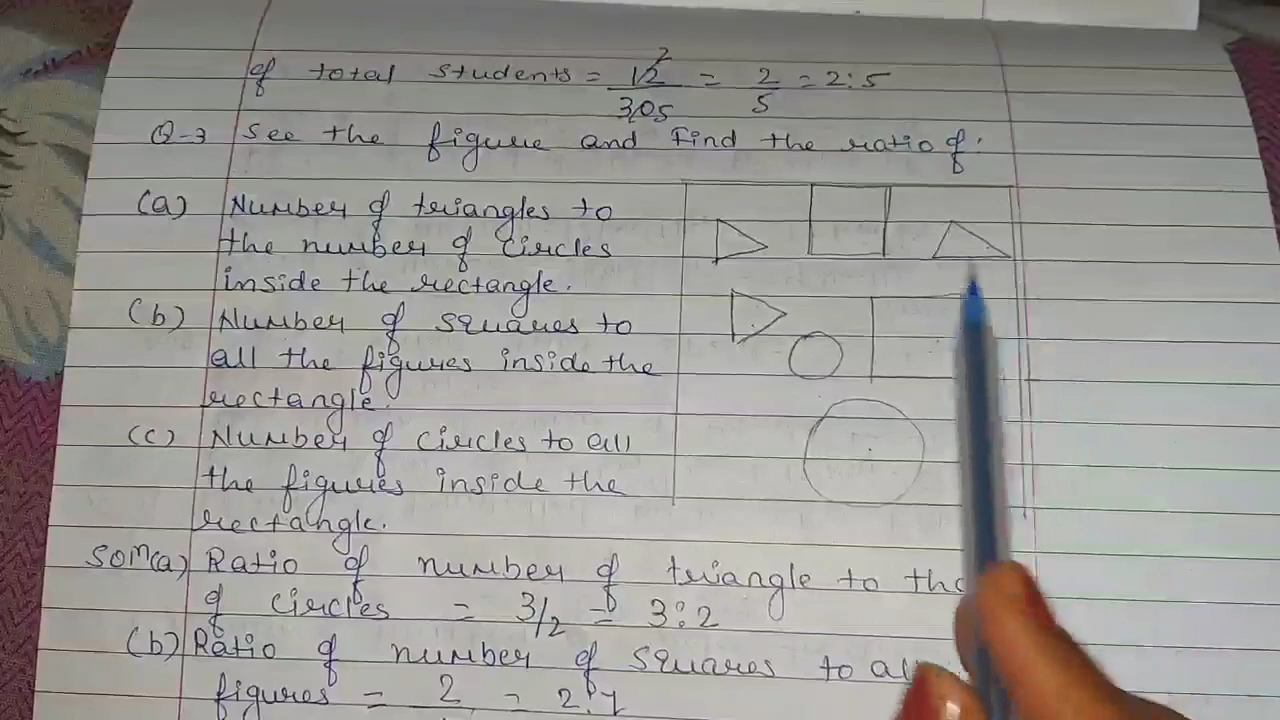 of total students = 12/30 = 2/5 = 2:5
Q-3 See the figure and find the ratio of:
(a) Number of triangles to
the number of circles
inside the rectangle.
(b) Number of squares to
all the figures inside the
rectangle.
(c) Number of circles to all
the figures inside the
rectangle.
Soln(a) Ratio of number of triangle to the
of circles = 3/2 = 3:2
(b) Ratio of number of squares to all
figures = 2 = 2:7